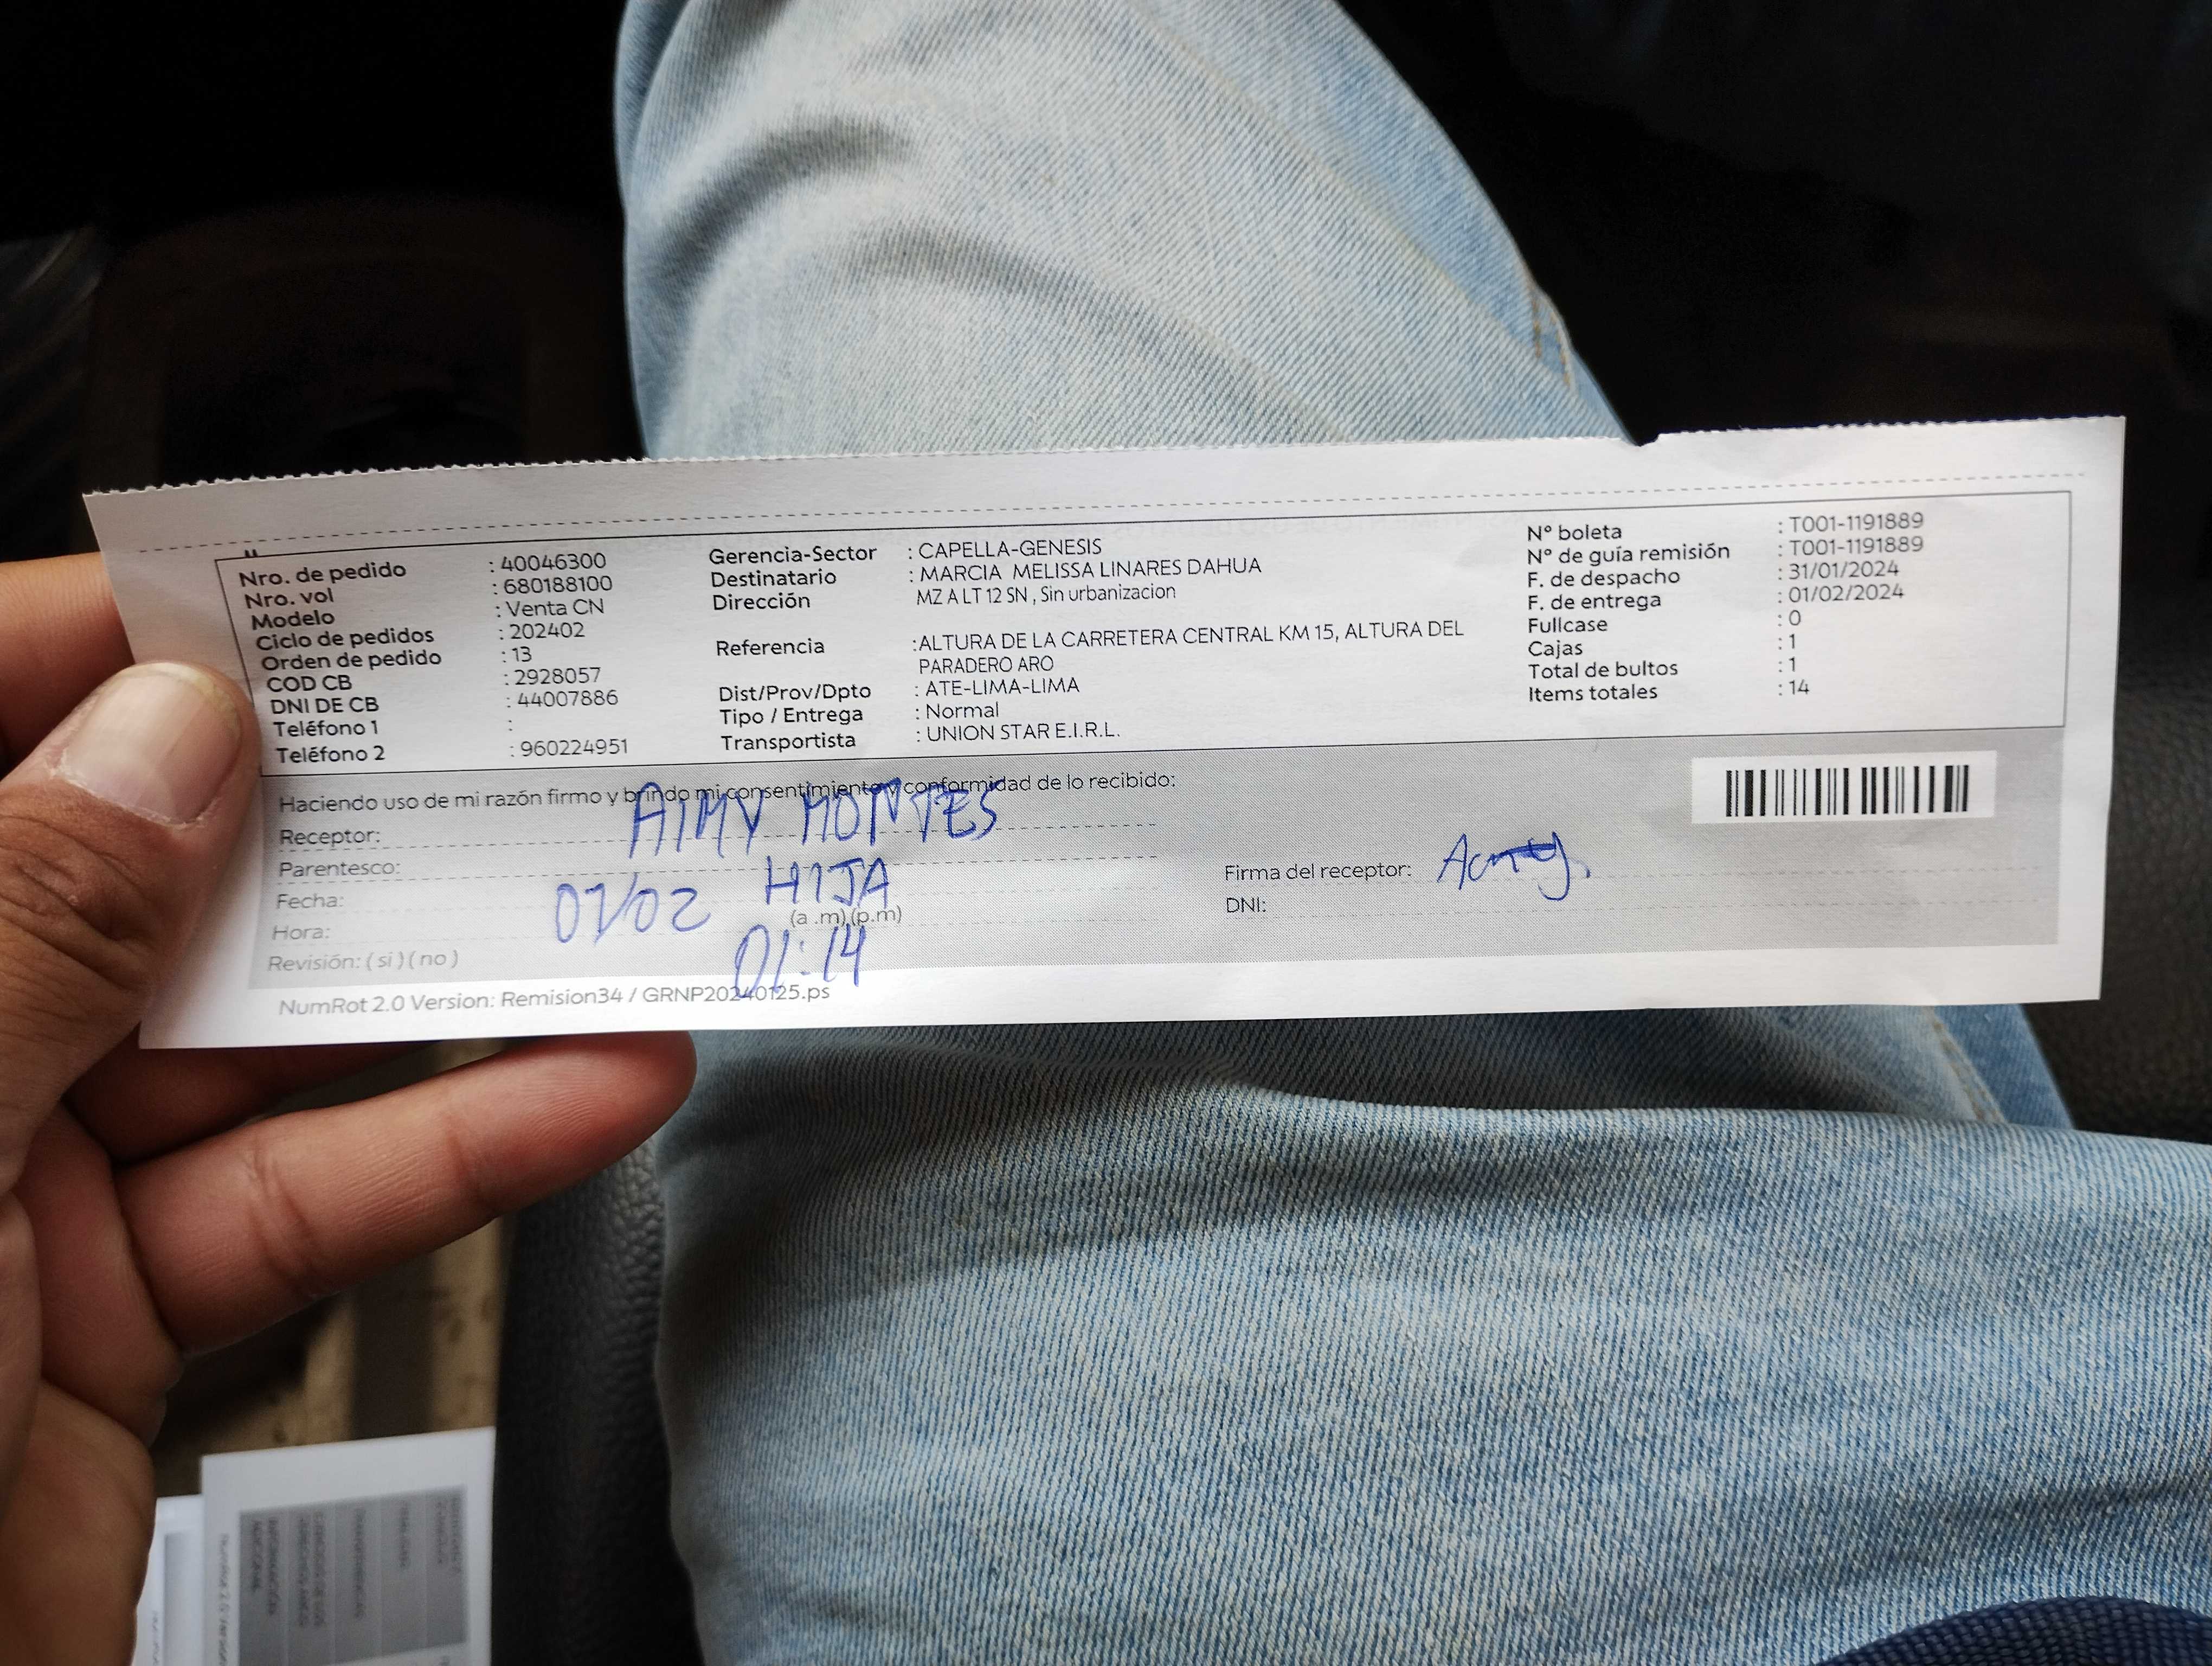 Nro. de pedido : 40046300
Nro. vol : 680188100
Modelo : Venta CN
Ciclo de pedidos : 202402
Orden de pedido : 13
COD CB : 2928057
DNI DE CB : 44007886
Teléfono 1 :
Teléfono 2 : 960224951
Gerencia-Sector : CAPELLA-GENESIS
Destinatario : MARCIA MELISSA LINARES DAHUA
Dirección MZ A LT 12 SN , Sin urbanizacion
Referencia :ALTURA DE LA CARRETERA CENTRAL KM 15, ALTURA DEL
PARADERO ARO
Dist/Prov/Dpto : ATE-LIMA-LIMA
Tipo / Entrega : Normal
Transportista : UNION STAR E.I.R.L.
Nº boleta : T001-1191889
Nº de guía remisión : T001-1191889
F. de despacho : 31/01/2024
F. de entrega : 01/02/2024
Fullcase : 0
Cajas : 1
Total de bultos : 1
Items totales : 14
Haciendo uso de mi razón firmo y brindo mi consentimiento y conformidad de lo recibido:
Receptor: AIMY MONTES
Parentesco: HIJA
Fecha: 01/02
Hora: 01:14 (a .m) (p.m)
Revisión: ( si ) ( no )
Firma del receptor:
DNI:
NumRot 2.0 Version: Remision34 / GRNP20240125.ps